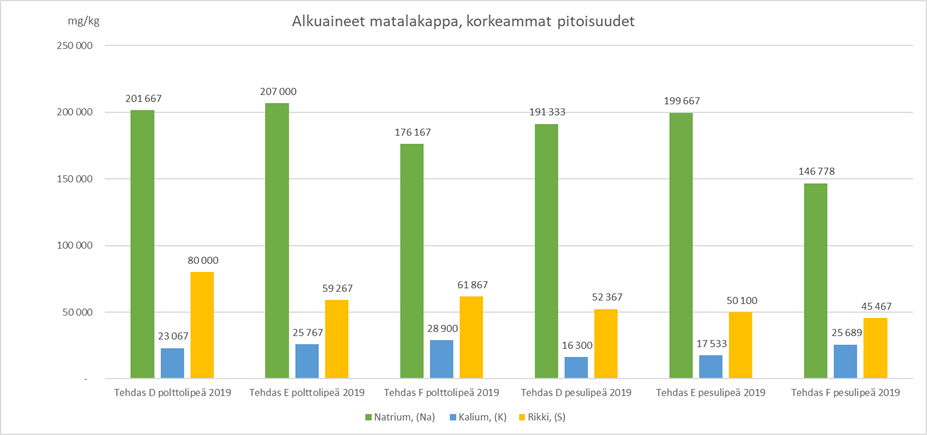 mg/kg
Alkuaineet matalakappa, korkeammat pitoisuudet
250 000
200 000
150 000
100 000
50 000
-
201 667
23 067
80 000
207 000
25 767
59 267
176 167
28 900
61 867
191 333
16 300
52 367
199 667
17 533
50 100
146 778
25 689
45 467
Tehdas D polttolipeä 2019
Tehdas E polttolipeä 2019
Tehdas F polttolipeä 2019
Tehdas D pesulipeä 2019
Tehdas E pesulipeä 2019
Tehdas F pesulipeä 2019
Natrium, (Na)
Kalium, (K)
Rikki, (S)